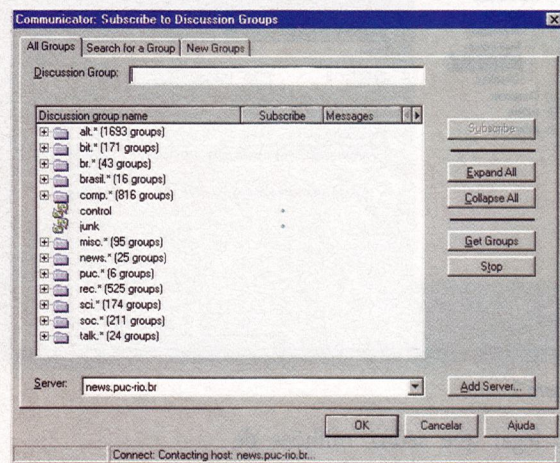 Communicator: Subscribe to Discussion Groups
All Groups Search for a Group New Groups
Discussion Group:
Discussion group name Subscribe Messages
alt.* (1693 groups)
bit.* (171 groups)
br.* (43 groups)
brasil.* (16 groups)
comp.* (816 groups)
control
junk
misc.* (95 groups)
news.* (25 groups)
puc.* (6 groups)
rec.* (525 groups)
sci.* (174 groups)
soc.* (211 groups)
talk.* (24 groups)
Subscribe
Expand All
Collapse All
Get Groups
Stop
Server: news.puc-rio.br Add Server...
OK Cancelar Ajuda
Connect: Contacting host: news.puc-rio.br...